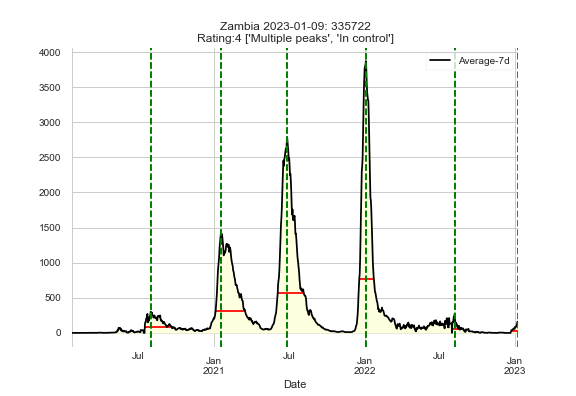 Zambia 2023-01-09: 335722
Rating:4 ['Multiple peaks', 'In control']
Average-7d
4000
3500
3000
2500
2000
1500
1000
500
0
Jul
Jan
2021
Jul
Jan
2022
Jul
Jan
2023
Date